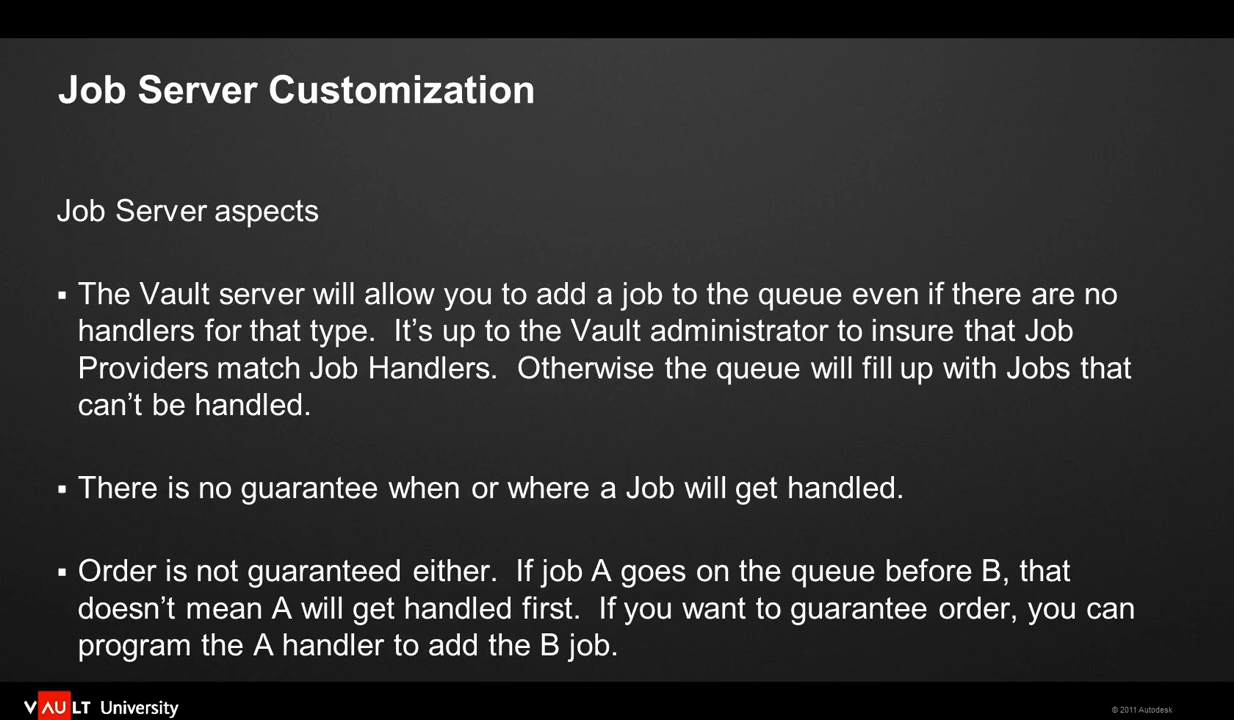 Job Server Customization
Job Server aspects
▪ The Vault server will allow you to add a job to the queue even if there are no
handlers for that type.  It’s up to the Vault administrator to insure that Job
Providers match Job Handlers.  Otherwise the queue will fill up with Jobs that
can’t be handled.
▪ There is no guarantee when or where a Job will get handled.
▪ Order is not guaranteed either.  If job A goes on the queue before B, that
doesn’t mean A will get handled first.  If you want to guarantee order, you can
program the A handler to add the B job.
VAULT University
© 2011 Autodesk